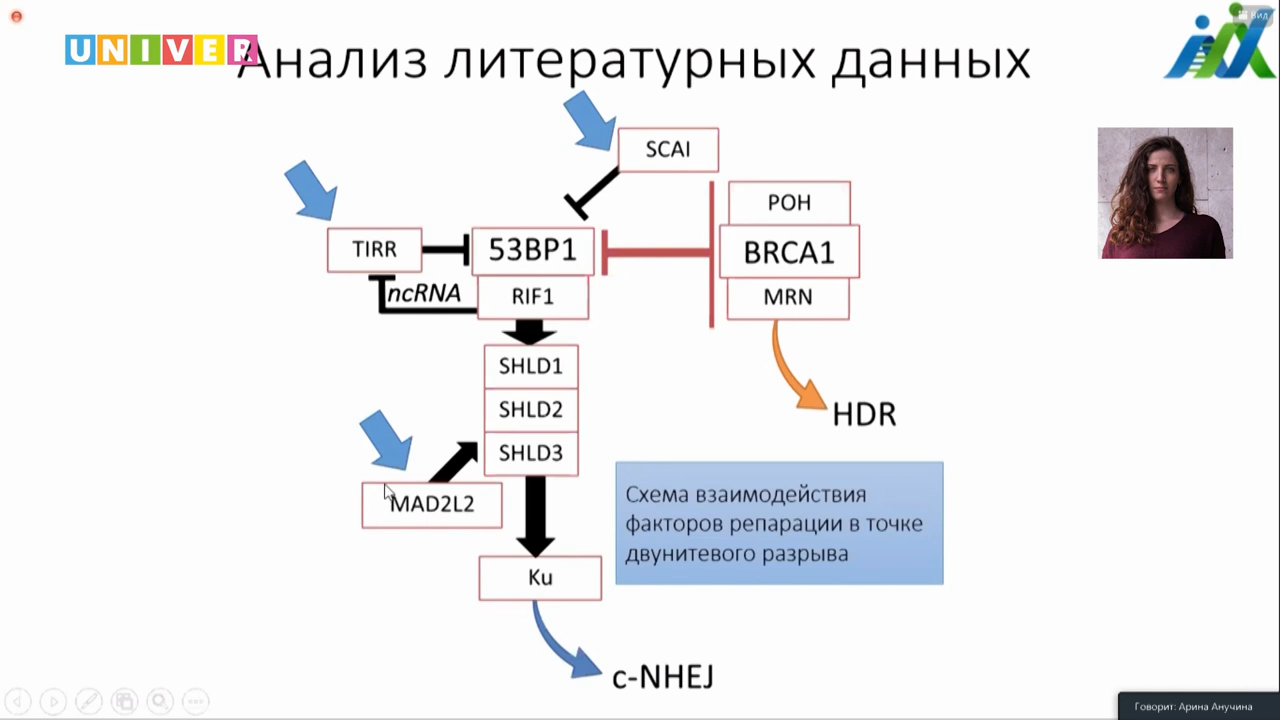 UNIVER
Вид
Анализ литературных данных
SCAI
POH
TIRR
53BP1
BRCA1
ncRNA
RIF1
MRN
SHLD1
SHLD2
HDR
SHLD3
MAD2L2
Схема взаимодействия
факторов репарации в точке
двунитевого разрыва
Ku
c-NHEJ
Говорит: Арина Анучина